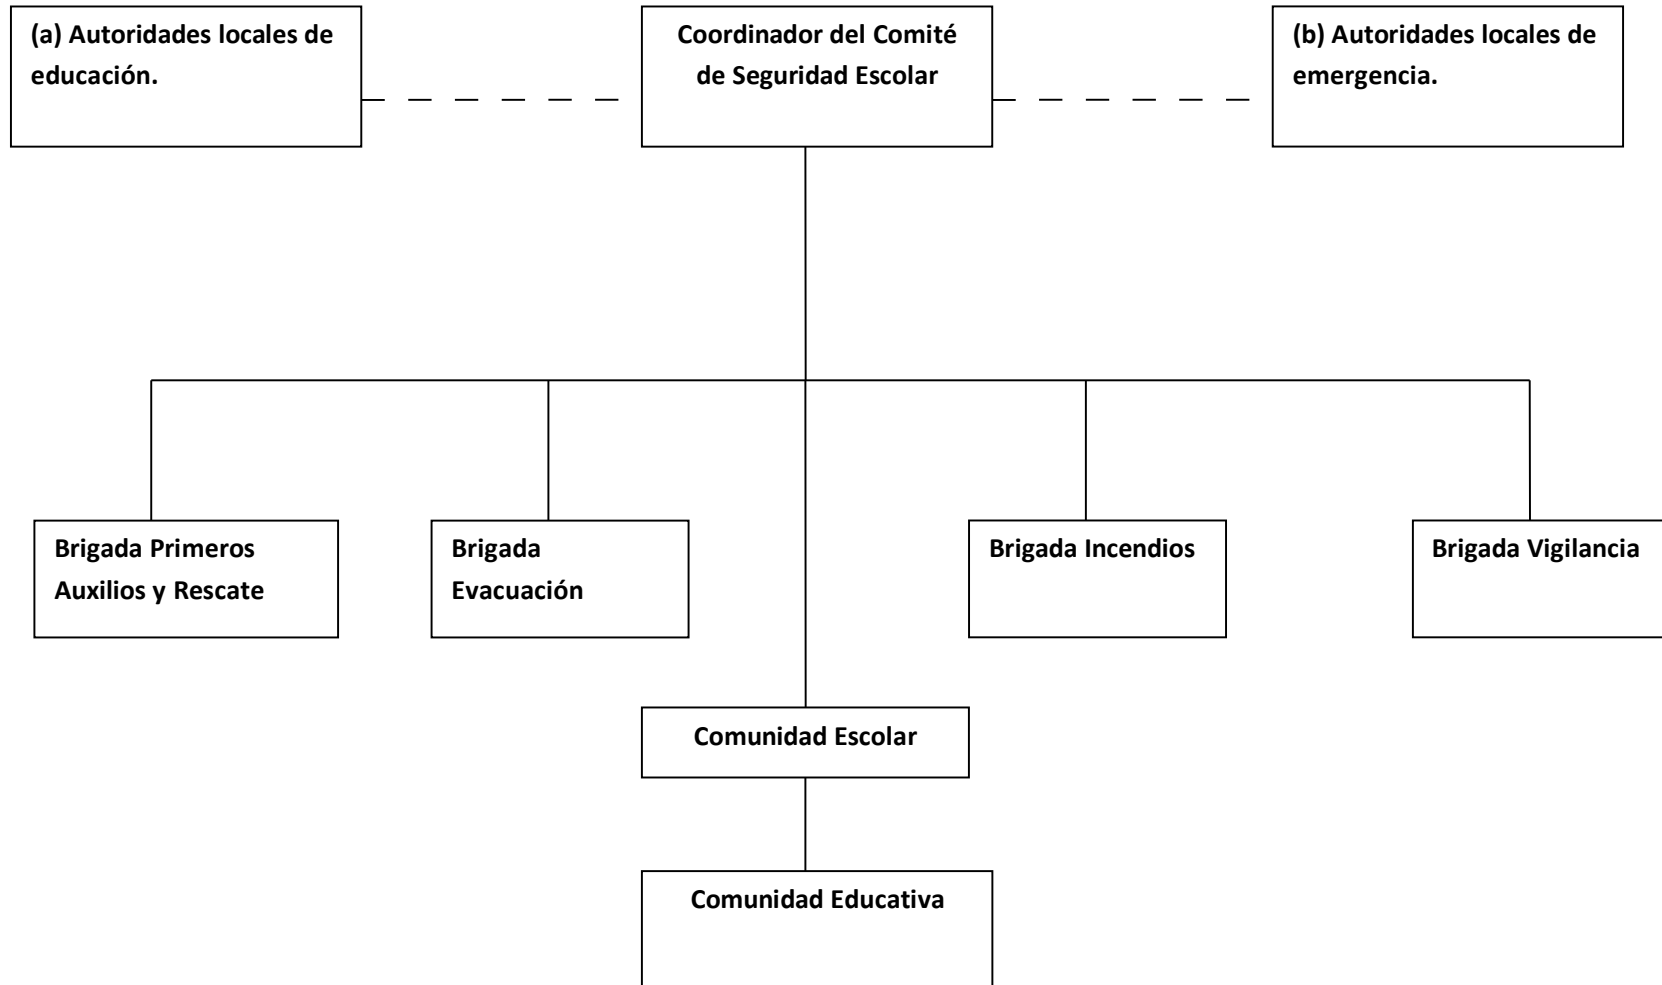 (a) Autoridades locales de
educación.
Coordinador del Comité
de Seguridad Escolar
(b) Autoridades locales de
emergencia.
Brigada Primeros
Auxilios y Rescate
Brigada
Evacuación
Brigada Incendios
Brigada Vigilancia
Comunidad Escolar
Comunidad Educativa